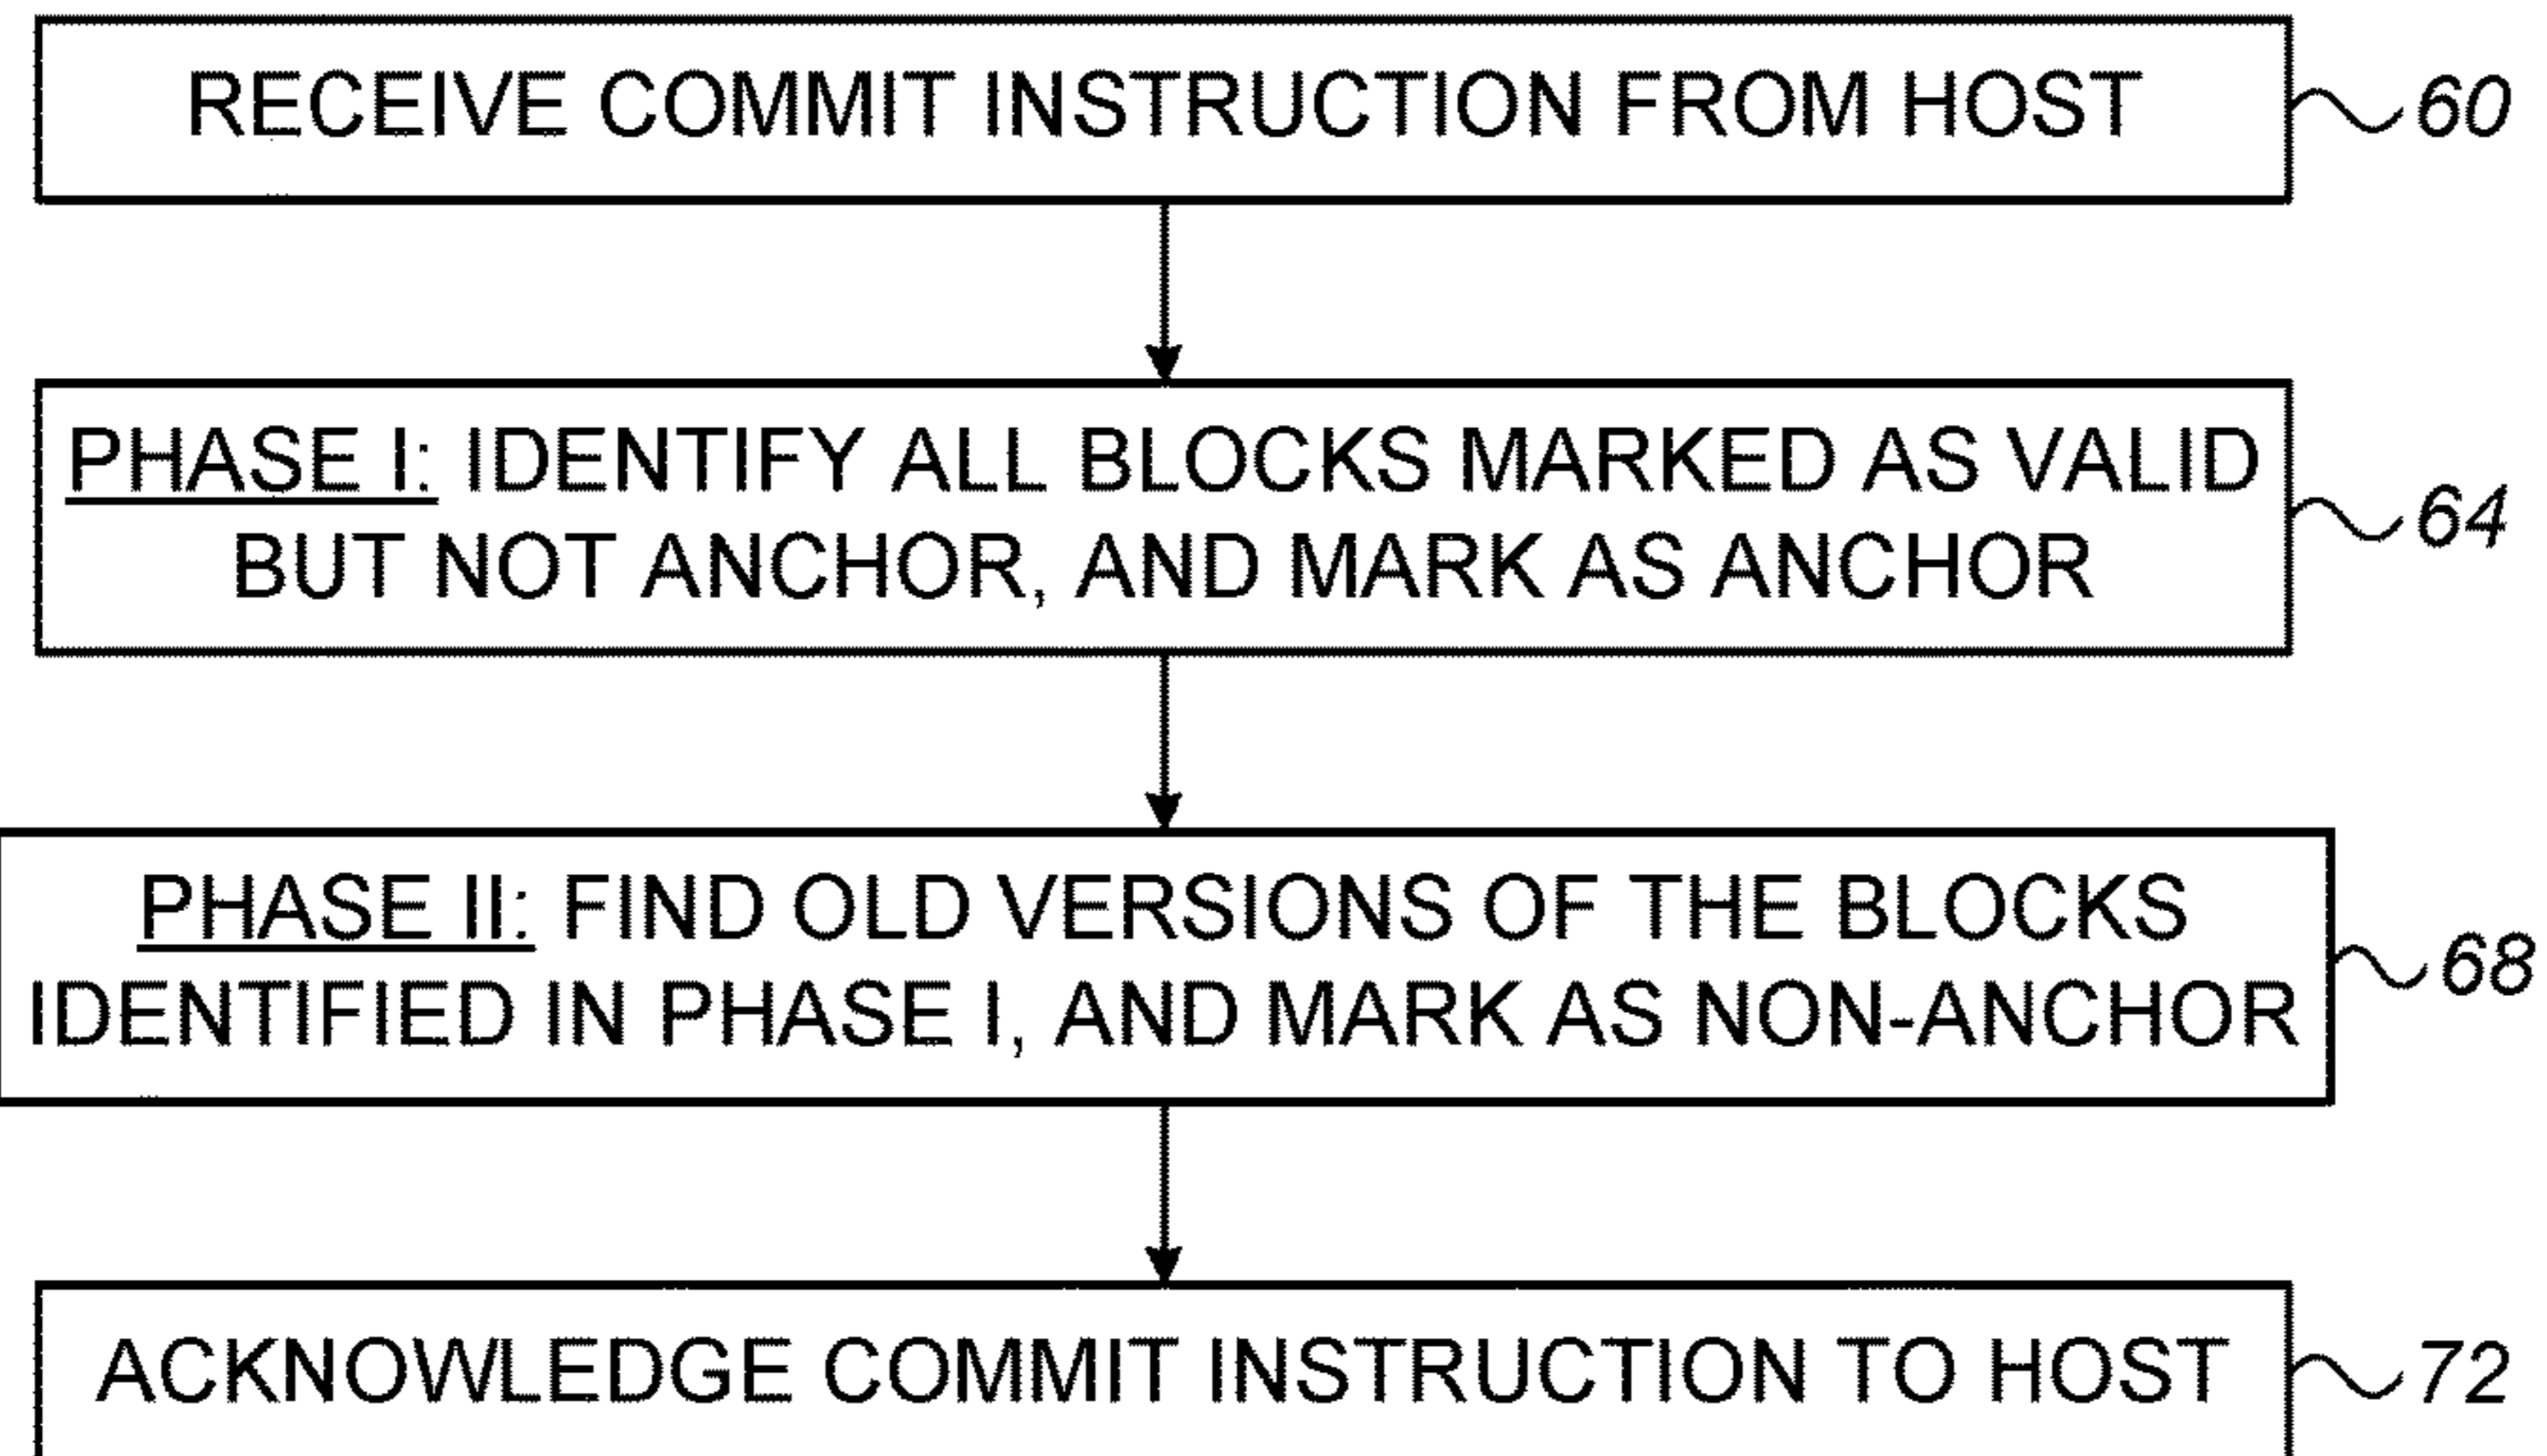 RECEIVE COMMIT INSTRUCTION FROM HOST 60
PHASE I: IDENTIFY ALL BLOCKS MARKED AS VALID
BUT NOT ANCHOR, AND MARK AS ANCHOR 64
PHASE II: FIND OLD VERSIONS OF THE BLOCKS
IDENTIFIED IN PHASE I, AND MARK AS NON-ANCHOR 68
ACKNOWLEDGE COMMIT INSTRUCTION TO HOST 72